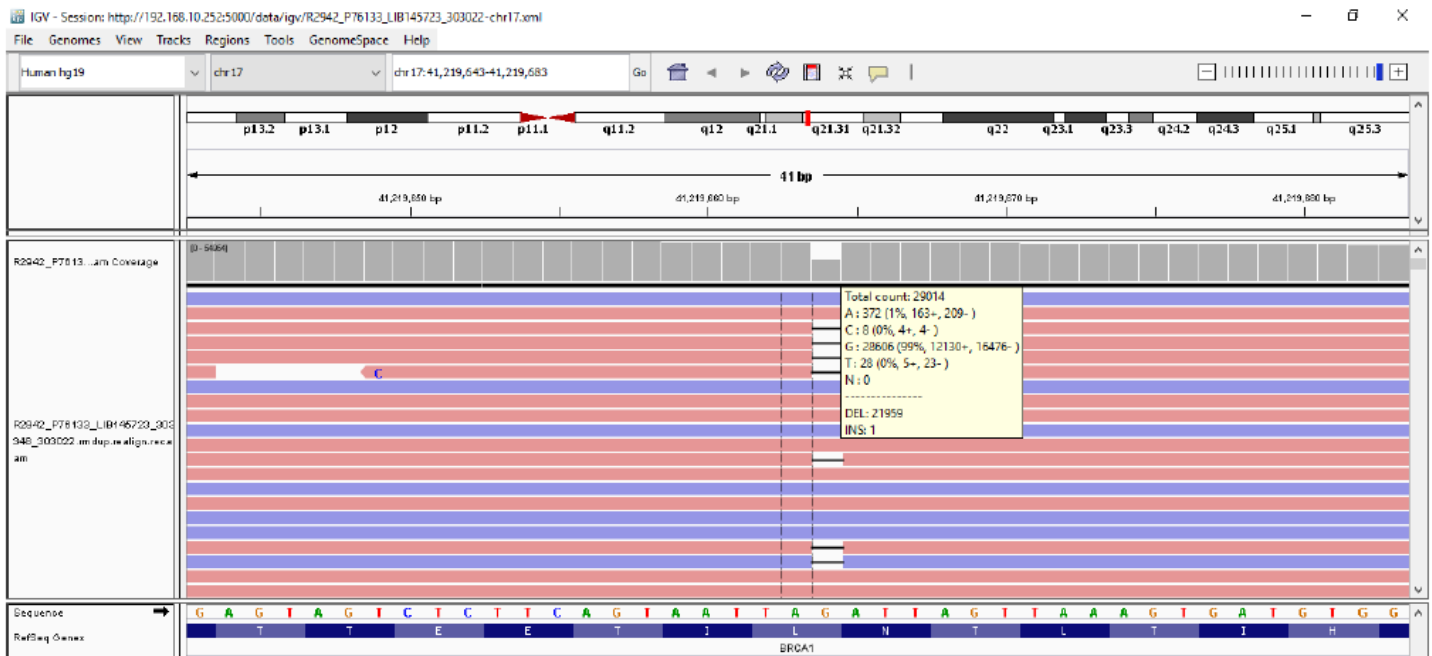 IGV - Session: http://192.168.10.252:5000/data/igv/R2942_P76133_LIB145723_303022-chr17.xml
File Genomes View Tracks Regions Tools GenomeSpace Help
Human hg19 chr17 chr17:41,219,643-41,219,683 Go
p13.2 p13.1 p12 p11.2 p11.1 q11.2 q12 q21.1 q21.31 q21.32 q22 q23.1 q23.3 q24.2 q24.3 q25.1 q25.3
41 bp
41,219,650 bp 41,219,660 bp 41,219,670 bp 41,219,680 bp
R2942_P7613...am Coverage
Total count: 29014
A : 372 (1%, 163+, 209- )
C : 8 (0%, 4+, 4- )
G : 28606 (99%, 12130+, 16476- )
T : 28 (0%, 5+, 23- )
N : 0
---------------
DEL: 21959
INS: 1
C
R2942_P76133_LIB145723_303
348_303022.rmdup.realign.reca
am
Sequence G A G T A G T C T C T T C A G T A A T T A G A T T A G T T A A A G T G A T G T G G
RefSeq Genes T T E E T I L N T L T I H
BRCA1